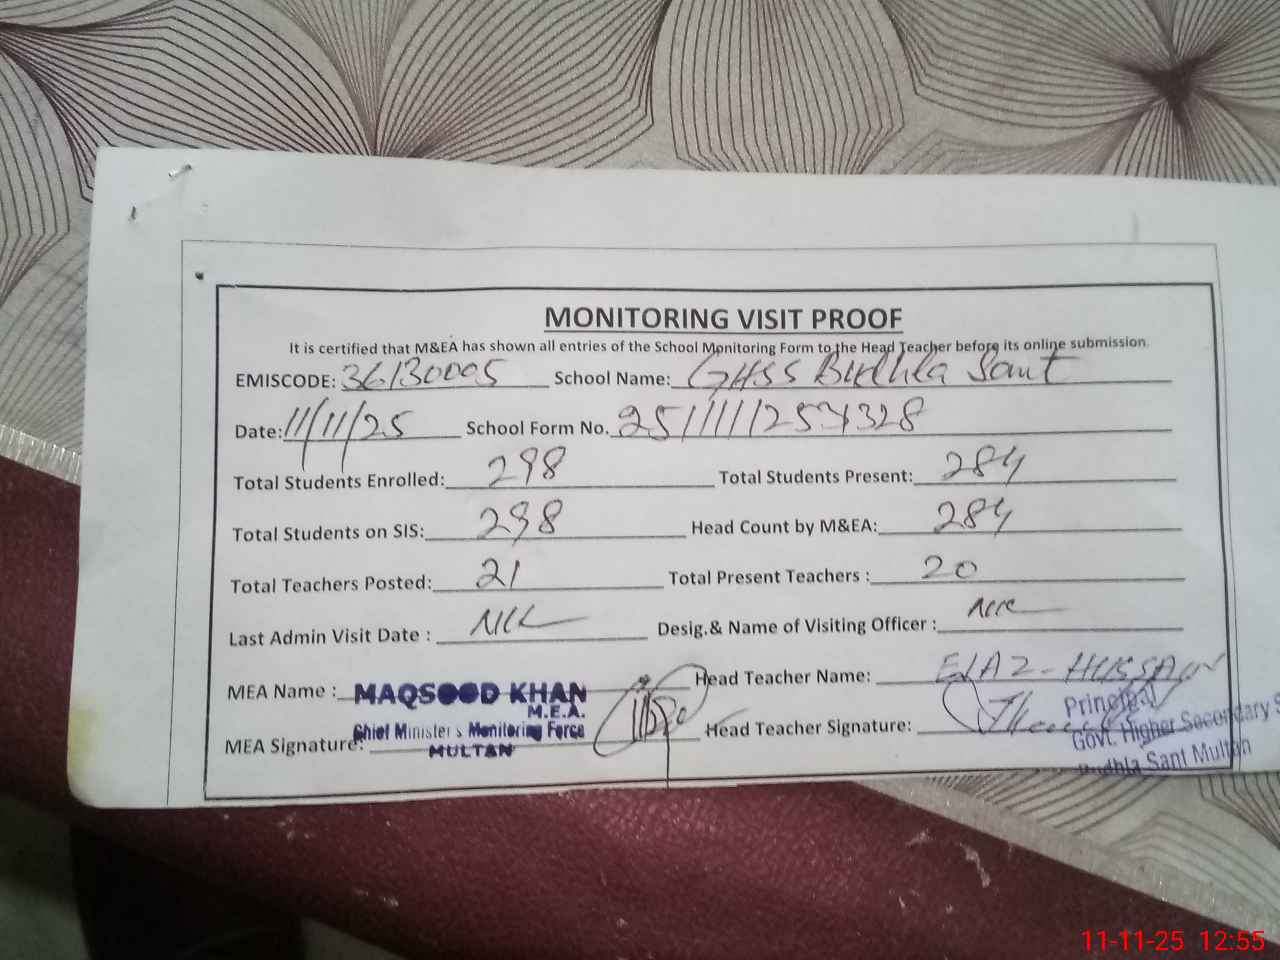 MONITORING VISIT PROOF
It is certified that M&EA has shown all entries of the School Monitoring Form to the Head Teacher before its online submission.
EMISCODE: 36130005 School Name: GHSS Budhla Sant
Date: 11/11/25 School Form No.
Total Students Enrolled: 298 Total Students Present: 284
Total Students on SIS: 298 Head Count by M&EA: 284
Total Teachers Posted: 21 Total Present Teachers : 20
Last Admin Visit Date : NIL Desig.& Name of Visiting Officer : NIL
MEA Name : MAQSOOD KHAN Head Teacher Name: EJAZ-HUSSAIN
M.E.A.
Chief Minister's Monitoring Force
MULTAN
MEA Signature: Head Teacher Signature:
Principal
Govt. Higher Secondary S
Budhla Sant Multan
11-11-25 12:55